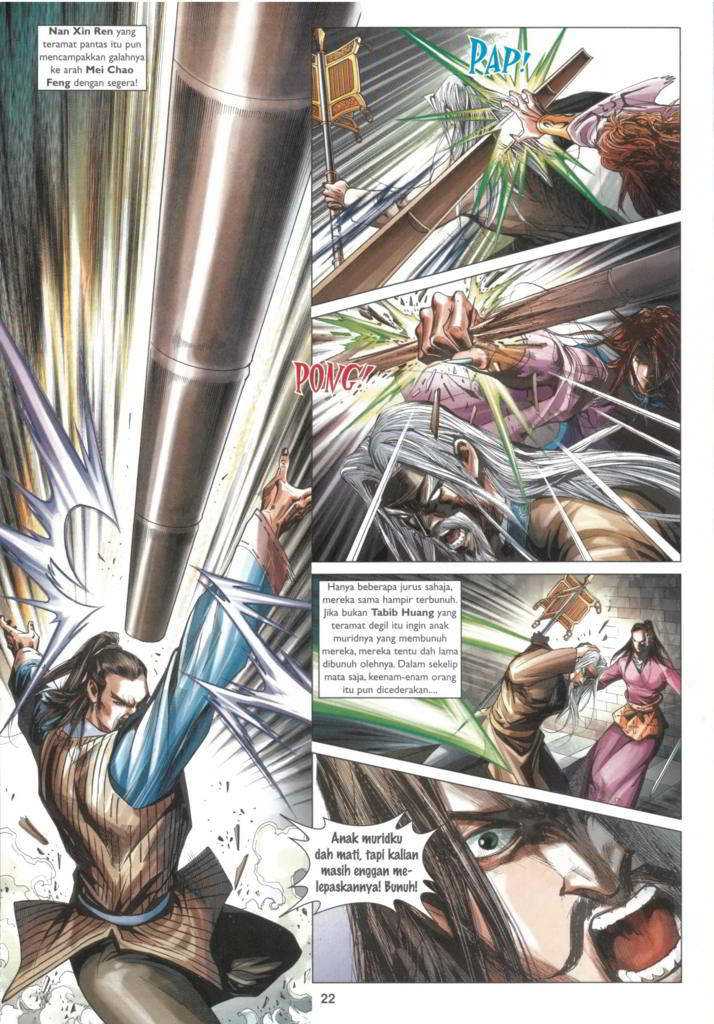 Nan Xin Ren yang
teramat pantas itu pun
mencampakkan galahnya
ke arah Mei Chao
Feng dengan segera!
PAP!
PONG!
Hanya beberapa jurus sahaja,
mereka sama hampir terbunuh.
Jika bukan Tabib Huang yang
teramat degil itu ingin anak
muridnya yang membunuh
mereka, mereka tentu dah lama
dibunuh olehnya. Dalam sekelip
mata saja, keenam-enam orang
itu pun dicederakan....
Anak muridku
dah mati, tapi kalian
masih enggan me-
lepaskannya! Bunuh!
22